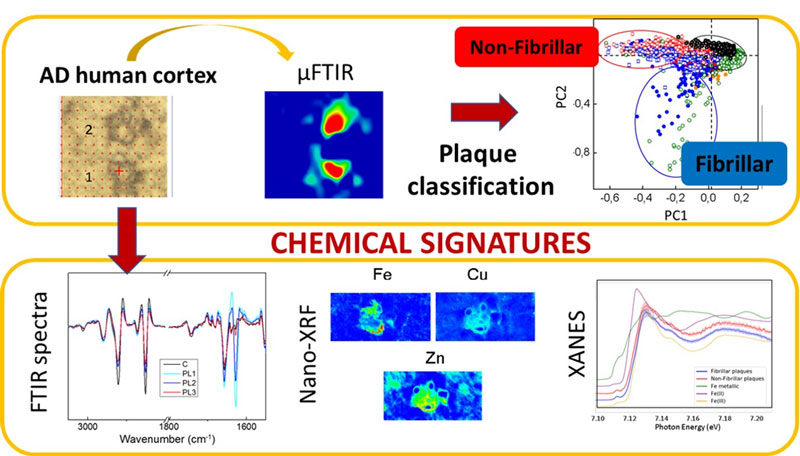 AD human cortex
2
1
μFTIR
Plaque
classification
Non-Fibrillar
Fibrillar
PC2
-0,4
-0,8
-0,6 -0,4 -0,2 0,0 0,2
PC1
CHEMICAL SIGNATURES
FTIR spectra
C
PL1
PL2
PL3
3000 1800 1600
Wavenumber (cm-1)
Nano-XRF
Fe
Cu
Zn
XANES
Fibrillar plaques
Non-Fibrillar plaques
Fe metallic
Fe(II)
Fe(III)
7.10 7.12 7.14 7.16 7.18 7.20
Photon Energy (eV)